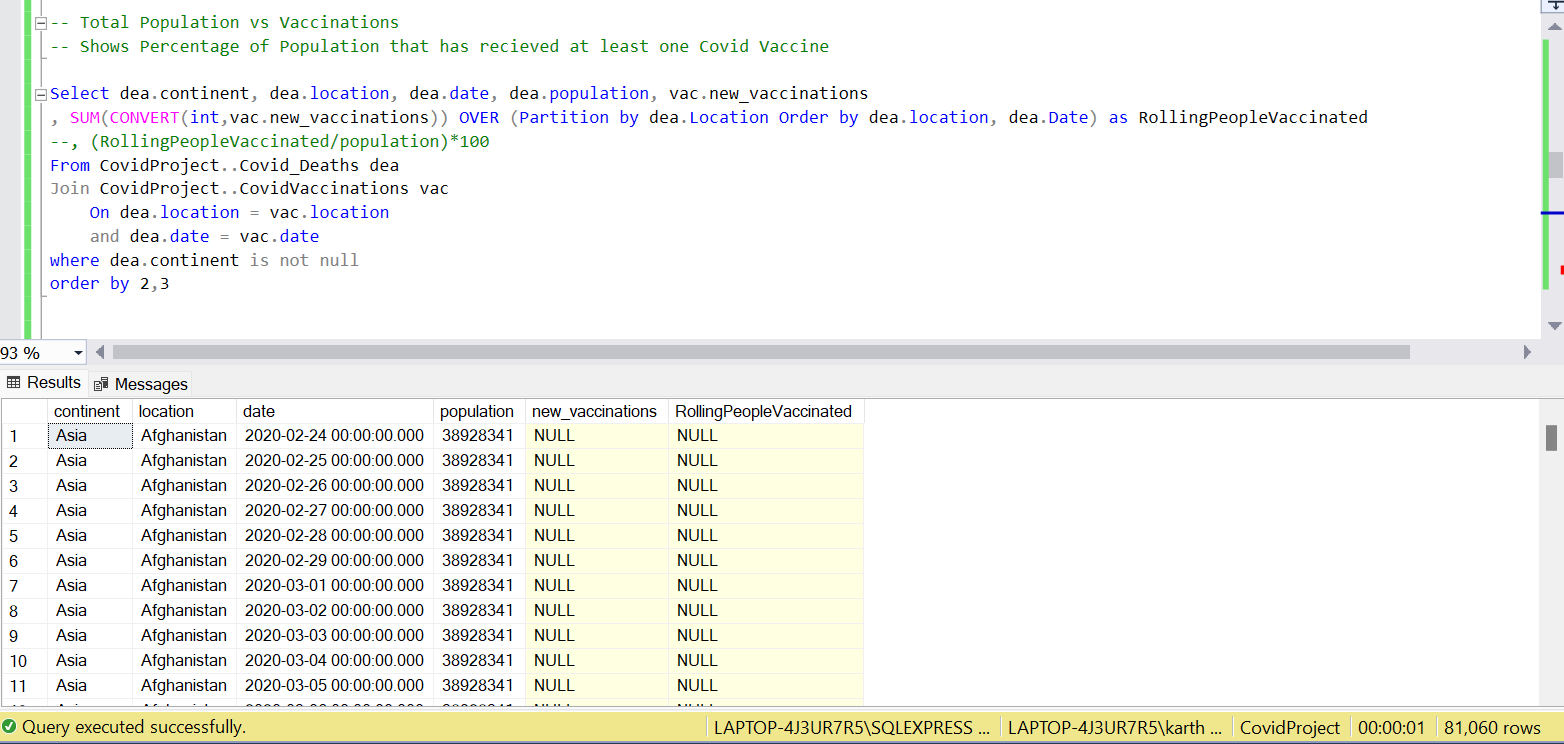 -- Total Population vs Vaccinations
-- Shows Percentage of Population that has recieved at least one Covid Vaccine
Select dea.continent, dea.location, dea.date, dea.population, vac.new_vaccinations
, SUM(CONVERT(int,vac.new_vaccinations)) OVER (Partition by dea.Location Order by dea.location, dea.Date) as RollingPeopleVaccinated
--, (RollingPeopleVaccinated/population)*100
From CovidProject..Covid_Deaths dea
Join CovidProject..CovidVaccinations vac
On dea.location = vac.location
and dea.date = vac.date
where dea.continent is not null
order by 2,3
93 %
Results Messages
continent location date population new_vaccinations RollingPeopleVaccinated
1 Asia Afghanistan 2020-02-24 00:00:00.000 38928341 NULL NULL
2 Asia Afghanistan 2020-02-25 00:00:00.000 38928341 NULL NULL
3 Asia Afghanistan 2020-02-26 00:00:00.000 38928341 NULL NULL
4 Asia Afghanistan 2020-02-27 00:00:00.000 38928341 NULL NULL
5 Asia Afghanistan 2020-02-28 00:00:00.000 38928341 NULL NULL
6 Asia Afghanistan 2020-02-29 00:00:00.000 38928341 NULL NULL
7 Asia Afghanistan 2020-03-01 00:00:00.000 38928341 NULL NULL
8 Asia Afghanistan 2020-03-02 00:00:00.000 38928341 NULL NULL
9 Asia Afghanistan 2020-03-03 00:00:00.000 38928341 NULL NULL
10 Asia Afghanistan 2020-03-04 00:00:00.000 38928341 NULL NULL
11 Asia Afghanistan 2020-03-05 00:00:00.000 38928341 NULL NULL
Query executed successfully. LAPTOP-4J3UR7R5\SQLEXPRESS ... LAPTOP-4J3UR7R5\karth ... CovidProject 00:00:01 81,060 rows